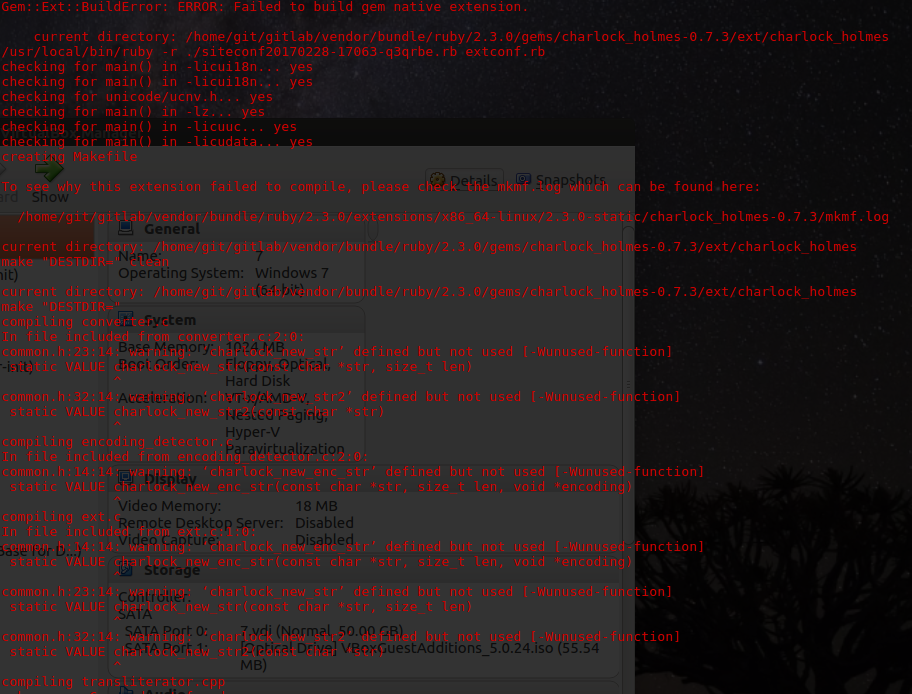 Gem::Ext::BuildError: ERROR: Failed to build gem native extension.
current directory: /home/git/gitlab/vendor/bundle/ruby/2.3.0/gems/charlock_holmes-0.7.3/ext/charlock_holmes
/usr/local/bin/ruby -r ./siteconf20170228-17063-q3qrbe.rb extconf.rb
checking for main() in -licui18n... yes
checking for main() in -licui18n... yes
checking for unicode/ucnv.h... yes
checking for main() in -lz... yes
checking for main() in -licuuc... yes
checking for main() in -licudata... yes
creating Makefile
To see why this extension failed to compile, please check the mkmf.log which can be found here:
/home/git/gitlab/vendor/bundle/ruby/2.3.0/extensions/x86_64-linux/2.3.0-static/charlock_holmes-0.7.3/mkmf.log
current directory: /home/git/gitlab/vendor/bundle/ruby/2.3.0/gems/charlock_holmes-0.7.3/ext/charlock_holmes
make "DESTDIR=" clean
current directory: /home/git/gitlab/vendor/bundle/ruby/2.3.0/gems/charlock_holmes-0.7.3/ext/charlock_holmes
make "DESTDIR="
compiling converter.c
In file included from converter.c:2:0:
common.h:23:14: warning: ‘charlock_new_str’ defined but not used [-Wunused-function]
static VALUE charlock_new_str(const char *str, size_t len)
^
common.h:32:14: warning: ‘charlock_new_str2’ defined but not used [-Wunused-function]
static VALUE charlock_new_str2(const char *str)
^
compiling encoding_detector.c
In file included from encoding_detector.c:2:0:
common.h:14:14: warning: ‘charlock_new_enc_str’ defined but not used [-Wunused-function]
static VALUE charlock_new_enc_str(const char *str, size_t len, void *encoding)
^
compiling ext.c
In file included from ext.c:1:0:
common.h:14:14: warning: ‘charlock_new_enc_str’ defined but not used [-Wunused-function]
static VALUE charlock_new_enc_str(const char *str, size_t len, void *encoding)
^
common.h:23:14: warning: ‘charlock_new_str’ defined but not used [-Wunused-function]
static VALUE charlock_new_str(const char *str, size_t len)
^
common.h:32:14: warning: ‘charlock_new_str2’ defined but not used [-Wunused-function]
static VALUE charlock_new_str2(const char *str)
^
compiling transliterator.cpp
Show
Details
Snapshots
General
Name: 7
Operating System: Windows 7
(64-bit)
System
Base Memory: 1024 MB
Boot Order: Floppy, Optical,
Hard Disk
Acceleration: VT-x/AMD-V,
Nested Paging,
Hyper-V
Paravirtualization
Display
Video Memory: 18 MB
Remote Desktop Server: Disabled
Video Capture: Disabled
Storage
Controller:
SATA
SATA Port 0: 7.vdi (Normal, 50.00 GB)
SATA Port 1: [Optical Drive] VBoxGuestAdditions_5.0.24.iso (55.54
MB)
Audio